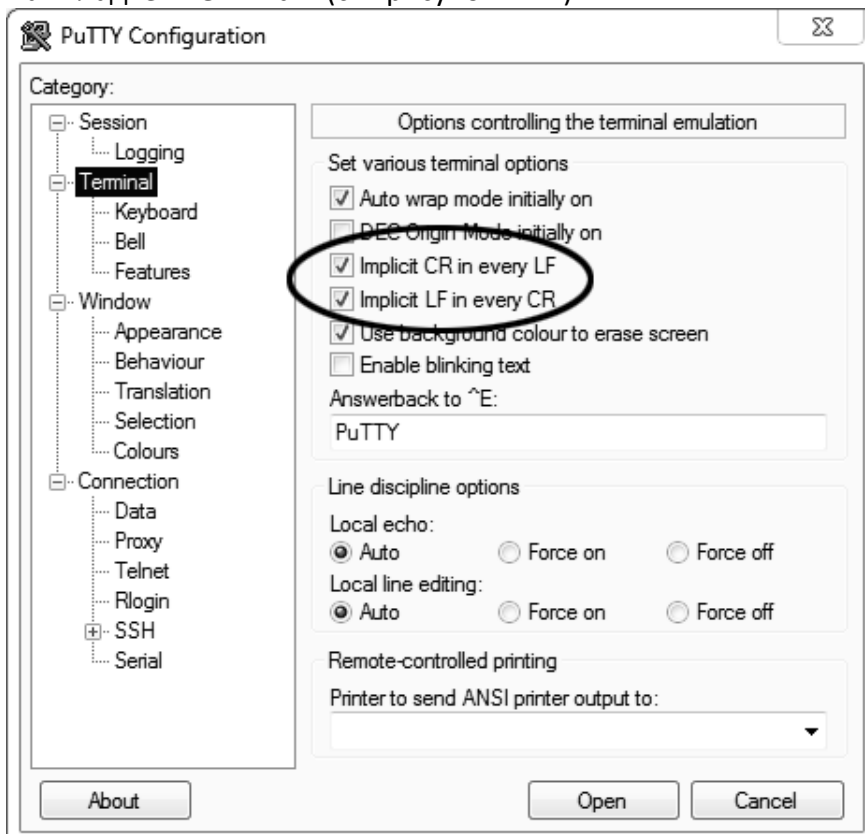 PuTTY Configuration
Category:
Session
Logging
Terminal
Keyboard
Bell
Features
Window
Appearance
Behaviour
Translation
Selection
Colours
Connection
Data
Proxy
Telnet
Rlogin
SSH
Serial
Options controlling the terminal emulation
Set various terminal options
Auto wrap mode initially on
DEC Origin Mode initially on
Implicit CR in every LF
Implicit LF in every CR
Use background colour to erase screen
Enable blinking text
Answerback to ^E:
PuTTY
Line discipline options
Local echo:
Auto Force on Force off
Local line editing:
Auto Force on Force off
Remote-controlled printing
Printer to send ANSI printer output to:
About Open Cancel